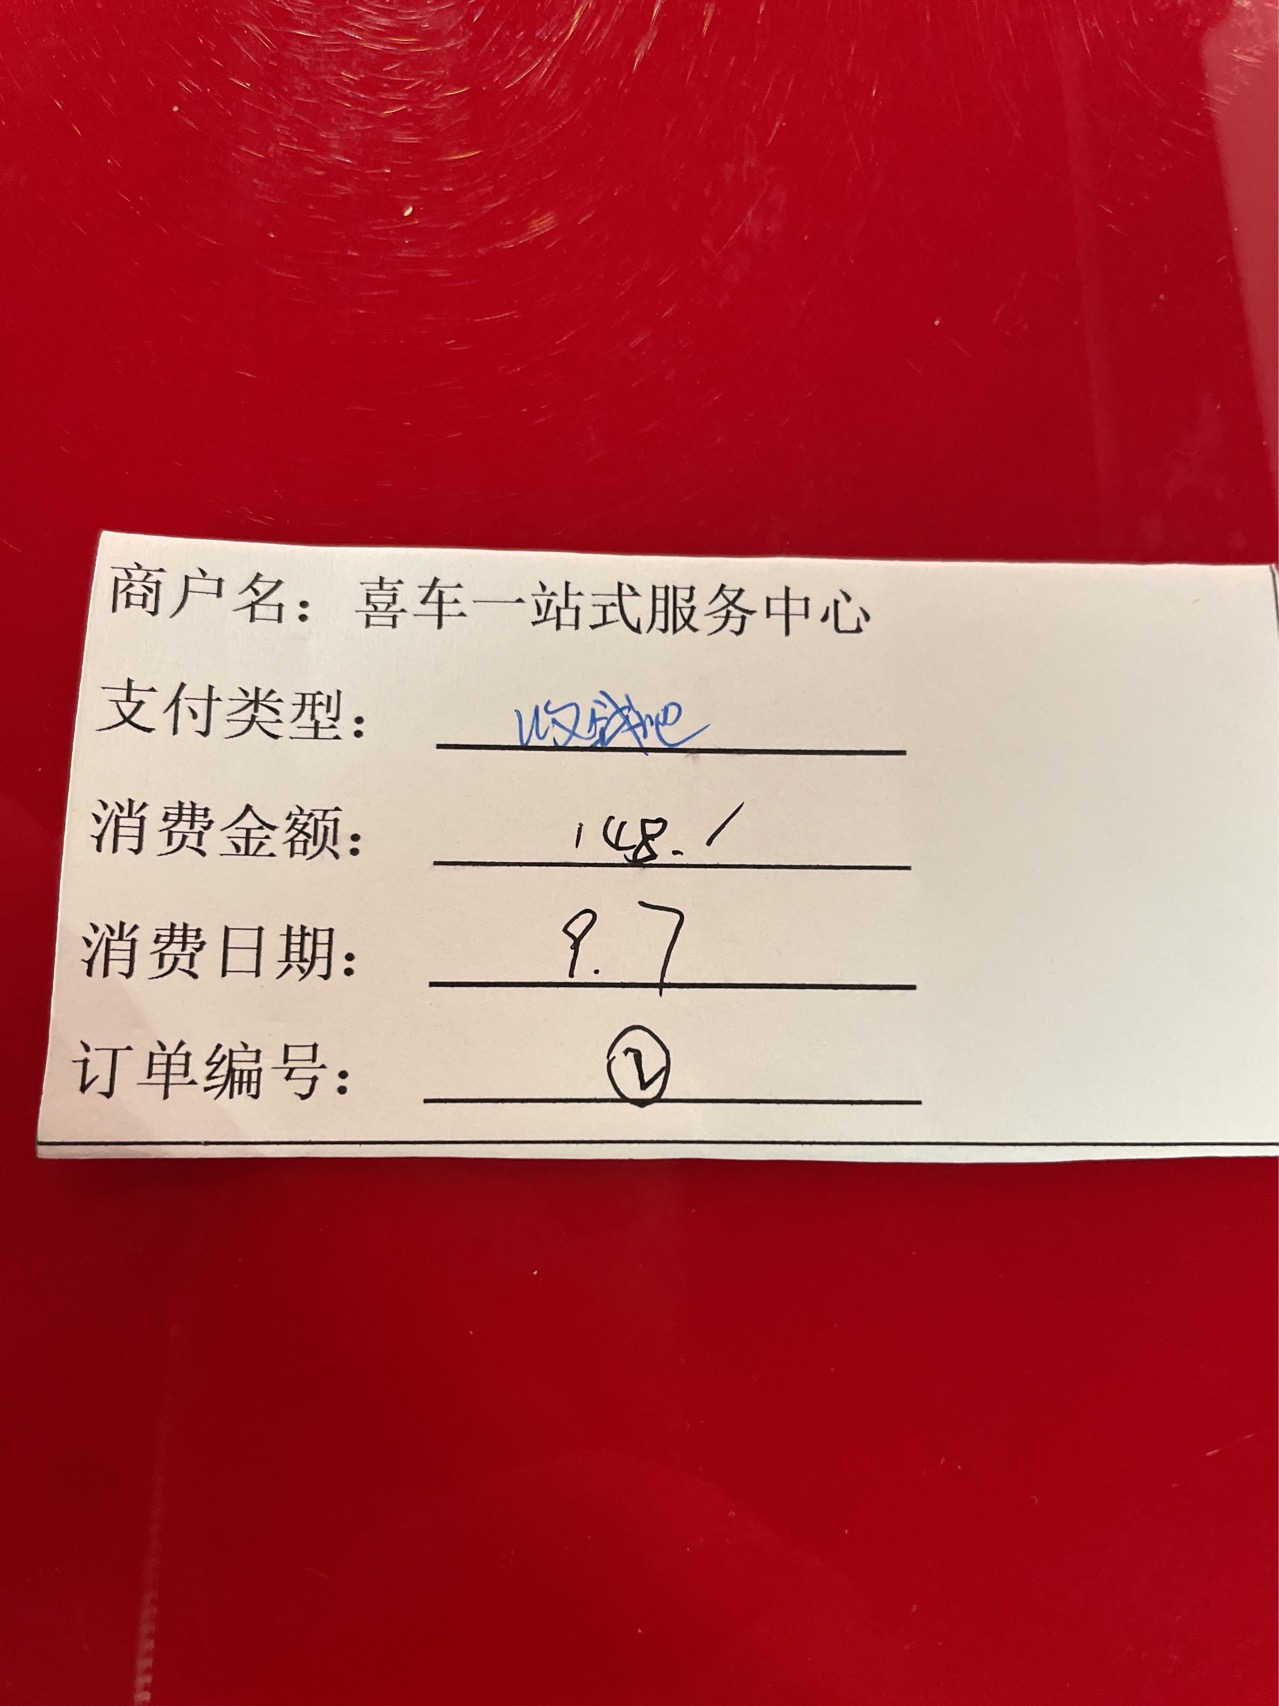 商户名：喜车一站式服务中心
支付类型：收钱吧
消费金额：148.1
消费日期：9.7
订单编号：②